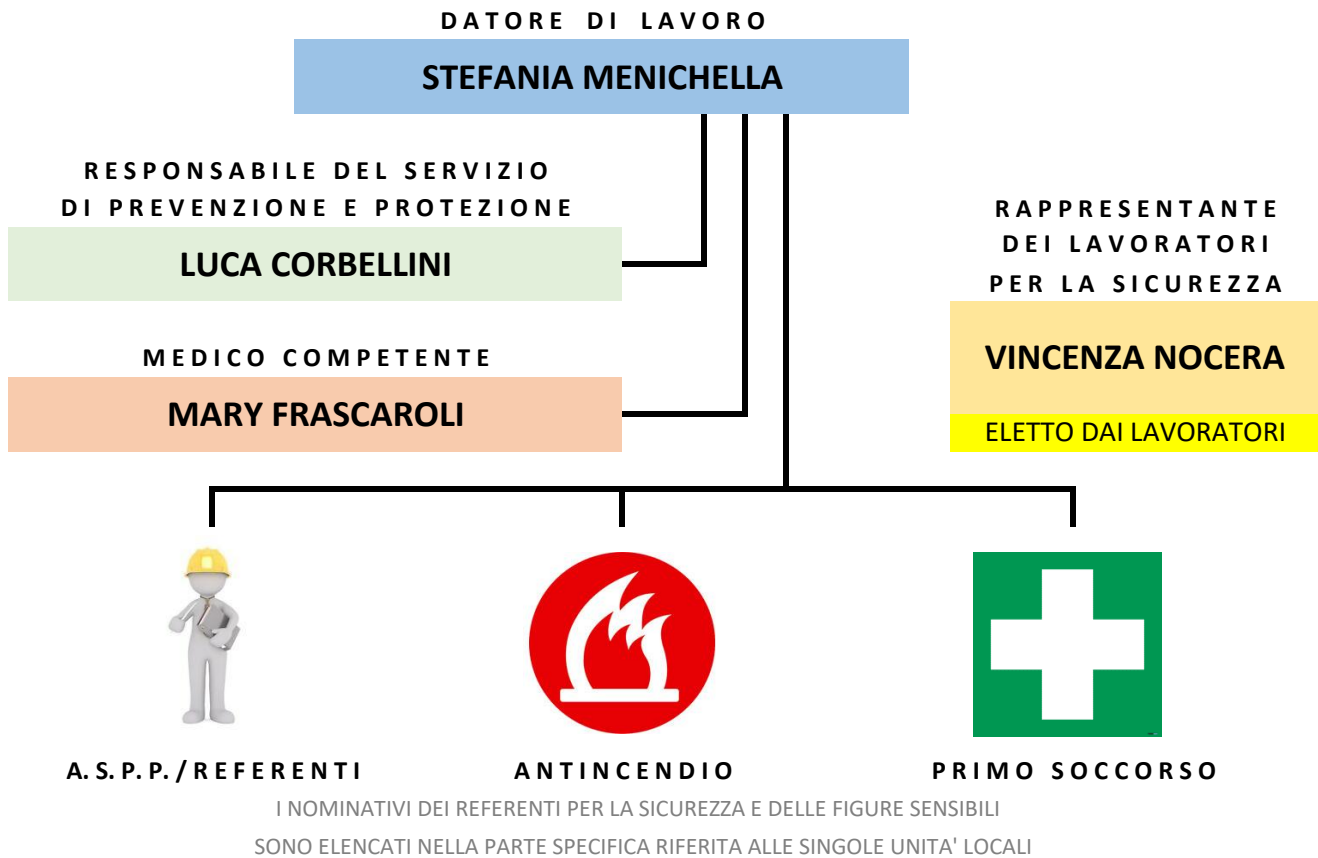 DATORE DI LAVORO
STEFANIA MENICHELLA
RESPONSABILE DEL SERVIZIO
DI PREVENZIONE E PROTEZIONE
LUCA CORBELLINI
MEDICO COMPETENTE
MARY FRASCAROLI
RAPPRESENTANTE
DEI LAVORATORI
PER LA SICUREZZA
VINCENZA NOCERA
ELETTO DAI LAVORATORI
A.S.P.P./REFERENTI
ANTINCENDIO
PRIMO SOCCORSO
I NOMINATIVI DEI REFERENTI PER LA SICUREZZA E DELLE FIGURE SENSIBILI
SONO ELENCATI NELLA PARTE SPECIFICA RIFERITA ALLE SINGOLE UNITA' LOCALI